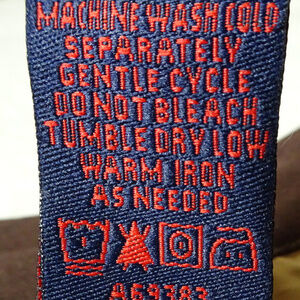 MACHINE WASH COLD
SEPARATELY
GENTLE CYCLE
DO NOT BLEACH
TUMBLE DRY LOW
WARM IRON
AS NEEDED